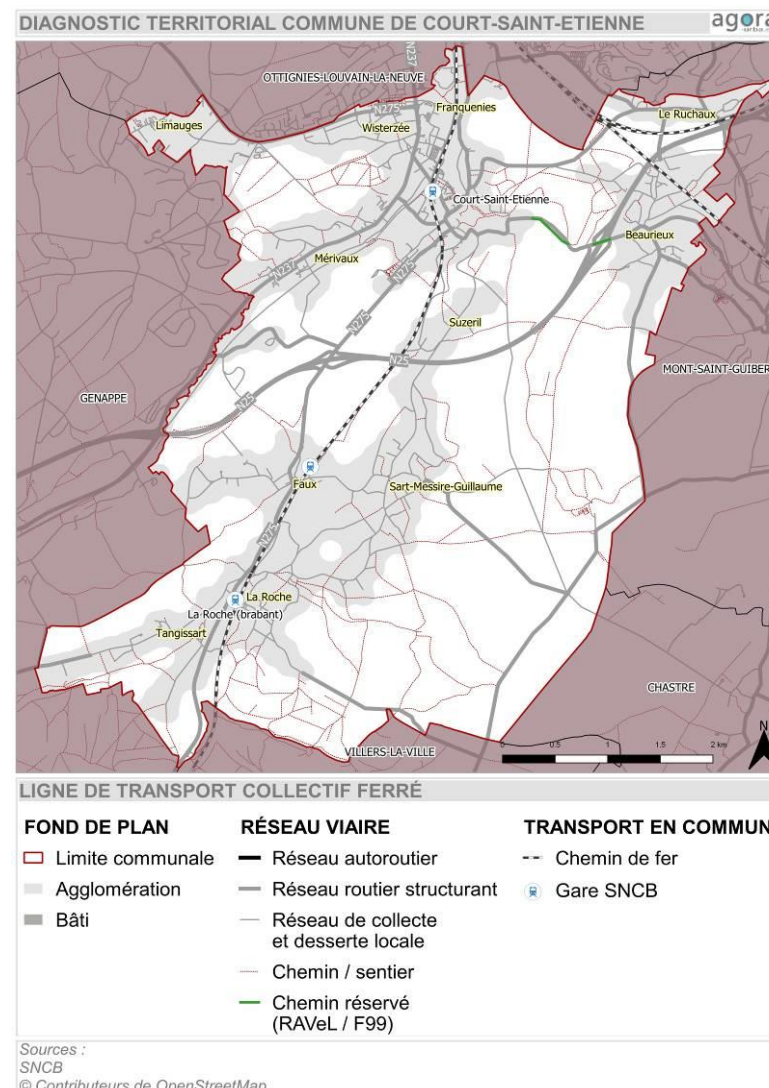 DIAGNOSTIC TERRITORIAL COMMUNE DE COURT-SAINT-ETIENNE
agora
N237
OTTIGNIES-LOUVAIN-LA-NEUVE
N275
Franquenies
Le Ruchaux
Limauges
Wisterzée
Court-Saint-Etienne
Beaurieux
Mérivaux
N237
N275
Suzeril
N25
MONT-SAINT-GUIBER
GENAPPE
N25
Faux
Sart-Messire-Guillaume
N275
La Roche
La Roche (brabant)
Tangissart
CHASTRE
VILLERS-LA-VILLE
N
0 0.5 1 1.5 2 km
LIGNE DE TRANSPORT COLLECTIF FERRÉ
FOND DE PLAN
Limite communale
Agglomération
Bâti
RÉSEAU VIAIRE
Réseau autoroutier
Réseau routier structurant
Réseau de collecte
et desserte locale
Chemin / sentier
Chemin réservé
(RAVeL / F99)
TRANSPORT EN COMMUN
Chemin de fer
Gare SNCB
Sources :
SNCB
© Contributeurs de OpenStreetMap